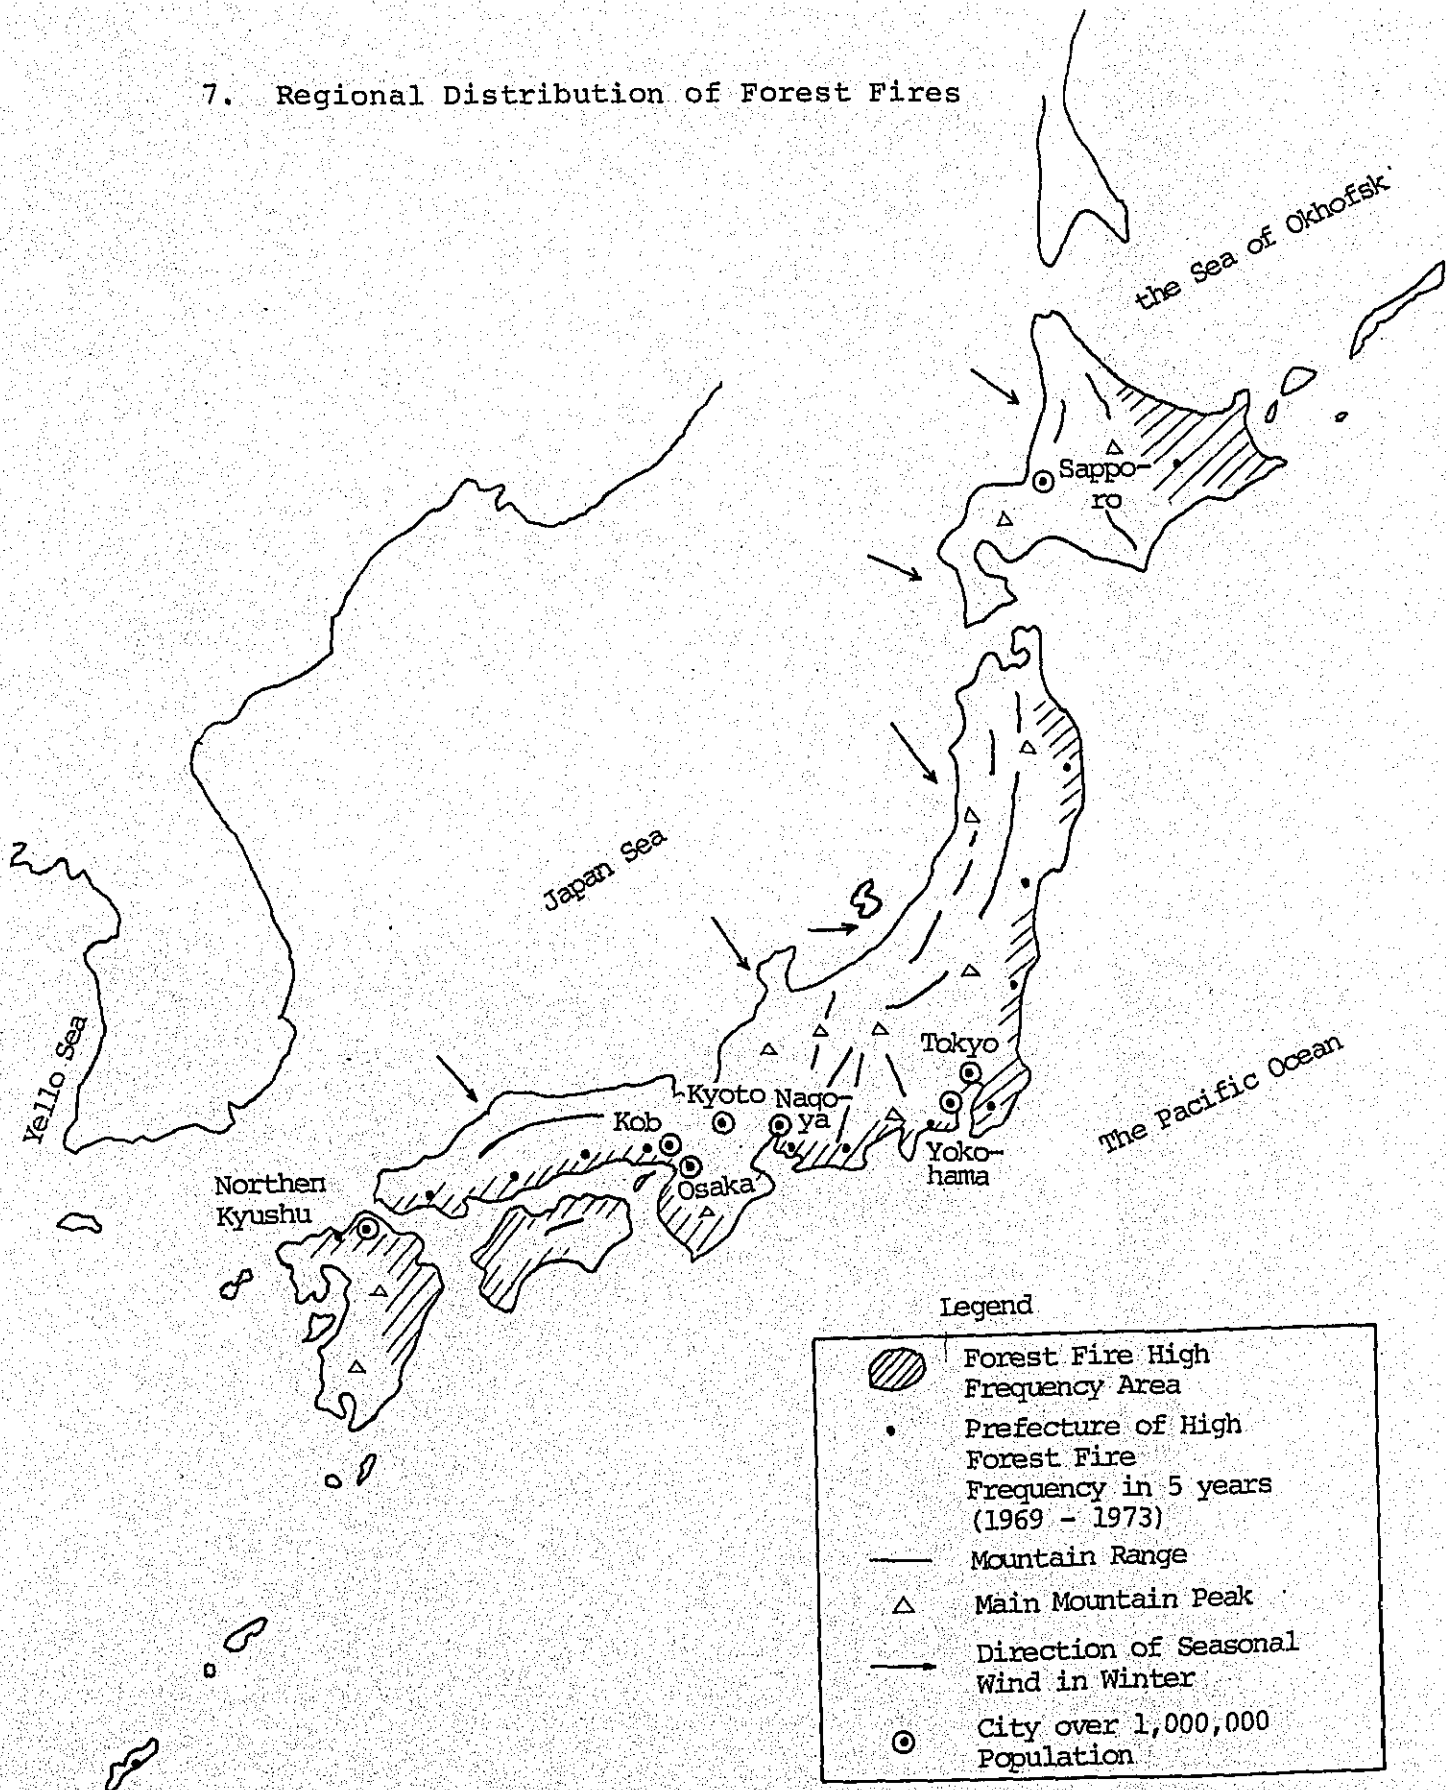 7. Regional Distribution of Forest Fires
the Sea of Okhofsk
Sappo-
ro
Japan Sea
Yello Sea
The Pacific Ocean
Tokyo
Kyoto
Nago-
ya
Kob
Yoko-
hama
Osaka
Northen
Kyushu
Legend
Forest Fire High
Frequency Area
Prefecture of High
Forest Fire
Frequency in 5 years
(1969 - 1973)
Mountain Range
Main Mountain Peak
Direction of Seasonal
Wind in Winter
City over 1,000,000
Population